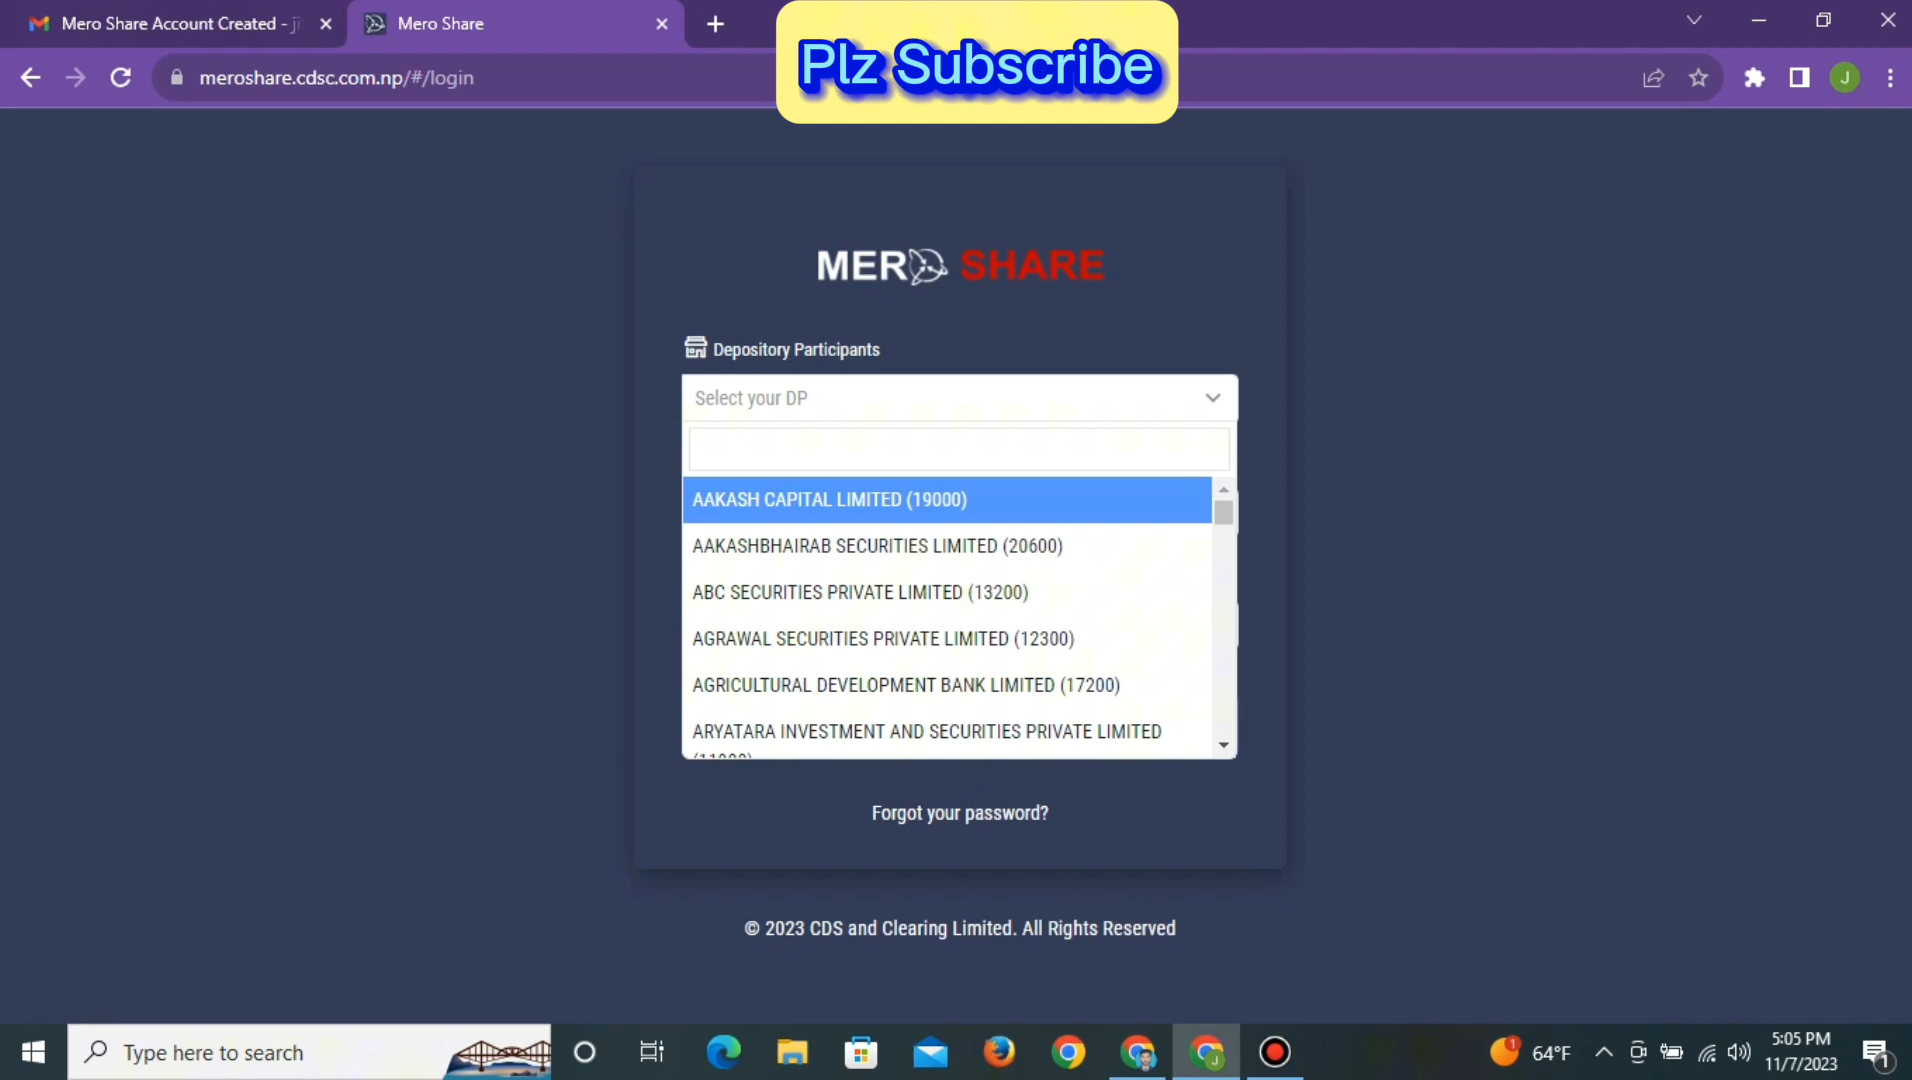 Mero Share Account Created - ji
Mero Share
Plz Subscribe
meroshare.cdsc.com.np/#/login
J
MERO SHARE
Depository Participants
Select your DP
AAKASH CAPITAL LIMITED (19000)
AAKASHBHAIRAB SECURITIES LIMITED (20600)
ABC SECURITIES PRIVATE LIMITED (13200)
AGRAWAL SECURITIES PRIVATE LIMITED (12300)
AGRICULTURAL DEVELOPMENT BANK LIMITED (17200)
ARYATARA INVESTMENT AND SECURITIES PRIVATE LIMITED
Forgot your password?
© 2023 CDS and Clearing Limited. All Rights Reserved
Type here to search
J
1
64°F
5:05 PM
11/7/2023
1